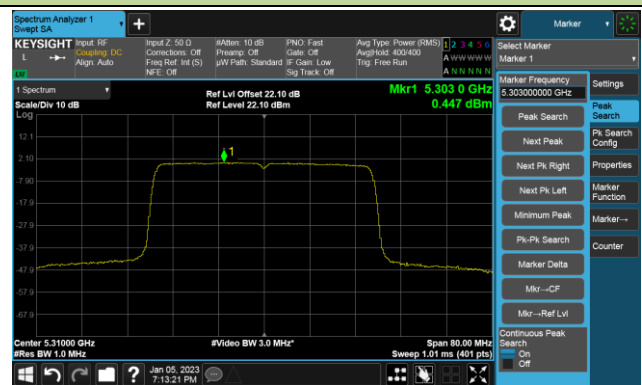 Spectrum Analyzer 1
Swept SA
Marker
KEYSIGHT
L
LW
Input: RF
Coupling: DC
Align: Auto
Input Z: 50 Ω
Corrections: Off
Freq Ref: Int (S)
NFE: Off
#Atten: 10 dB
Preamp: Off
µW Path: Standard
PNO: Fast
Gate: Off
IF Gain: Low
Sig Track: Off
Avg Type: Power (RMS)
Avg|Hold: 400/400
Trig: Free Run
1 2 3 4 5 6
A W W W W W
A N N N N N
Select Marker
Marker 1
1 Spectrum
Scale/Div 10 dB
Log
Ref Lvl Offset 22.10 dB
Ref Level 22.10 dBm
Mkr1 5.303 0 GHz
0.447 dBm
12.1
2.10
-7.90
-17.9
-27.9
-37.9
-47.9
-57.9
-67.9
1
Center 5.31000 GHz
#Res BW 1.0 MHz
#Video BW 3.0 MHz*
Span 80.00 MHz
Sweep 1.01 ms (401 pts)
Marker Frequency
5.303000000 GHz
Peak Search
Next Peak
Next Pk Right
Next Pk Left
Minimum Peak
Pk-Pk Search
Marker Delta
Mkr→CF
Mkr→Ref Lvl
Continuous Peak
Search
On
Off
Settings
Peak
Search
Pk Search
Config
Properties
Marker
Function
Marker→
Counter
?
Jan 05, 2023
7:13:21 PM